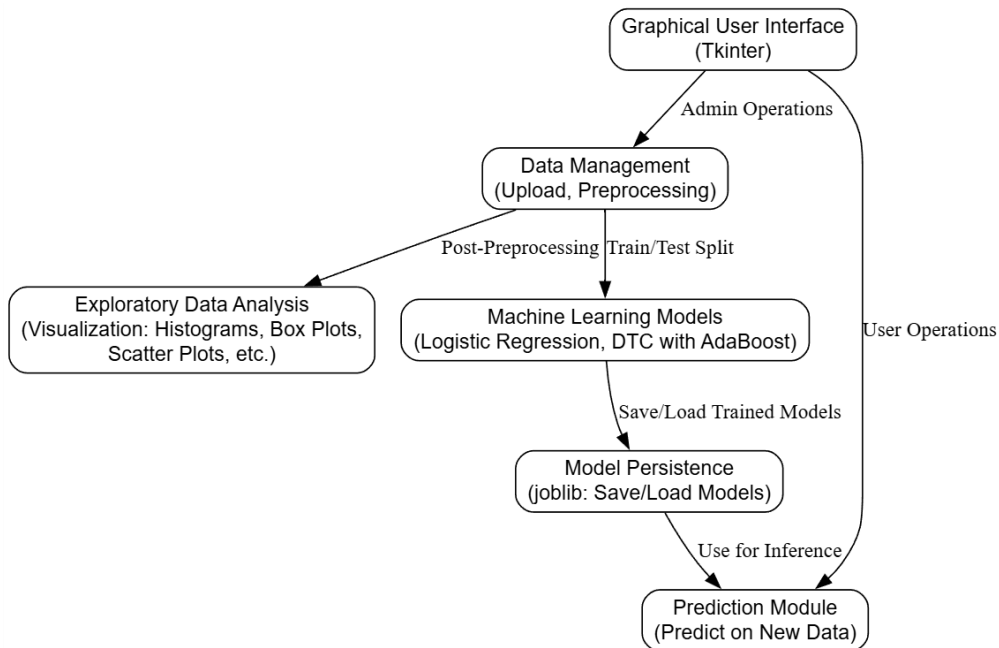 Graphical User Interface
(Tkinter)
Admin Operations
Data Management
(Upload, Preprocessing)
Post-Preprocessing
Train/Test Split
Exploratory Data Analysis
(Visualization: Histograms, Box Plots,
Scatter Plots, etc.)
Machine Learning Models
(Logistic Regression, DTC with AdaBoost)
User Operations
Save/Load Trained Models
Model Persistence
(joblib: Save/Load Models)
Use for Inference
Prediction Module
(Predict on New Data)